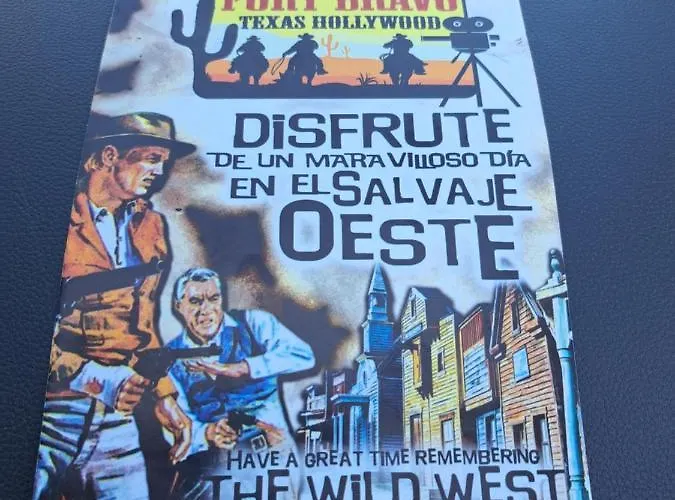 FORT BRAVO
TEXAS HOLLYWOOD
DISFRUTE
DE UN MARAVILLOSO DÍA
EN EL SALVAJE
OESTE
HAVE A GREAT TIME REMEMBERING
THE WILD WEST